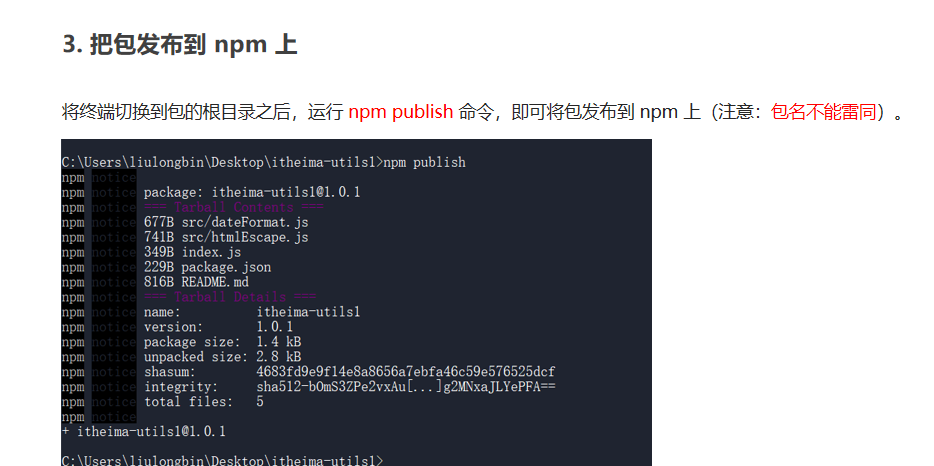 3. 把包发布到 npm 上
将终端切换到包的根目录之后，运行 npm publish 命令，即可将包发布到 npm 上（注意：包名不能雷同）。
C:\Users\liulongbin\Desktop\itheima-utils1>npm publish
npm notice
npm notice package: itheima-utils1@1.0.1
npm notice === Tarball Contents ===
npm notice 677B src/dateFormat.js
npm notice 741B src/htmlEscape.js
npm notice 349B index.js
npm notice 229B package.json
npm notice 816B README.md
npm notice === Tarball Details ===
npm notice name: itheima-utils1
npm notice version: 1.0.1
npm notice package size: 1.4 kB
npm notice unpacked size: 2.8 kB
npm notice shasum: 4683fd9e9f14e8a8656a7ebfa46c59e576525dcf
npm notice integrity: sha512-bOmS3ZPe2vxAu[...]g2MNxaJLYePFA==
npm notice total files: 5
npm notice
+ itheima-utils1@1.0.1
C:\Users\liulongbin\Desktop\itheima-utils1>